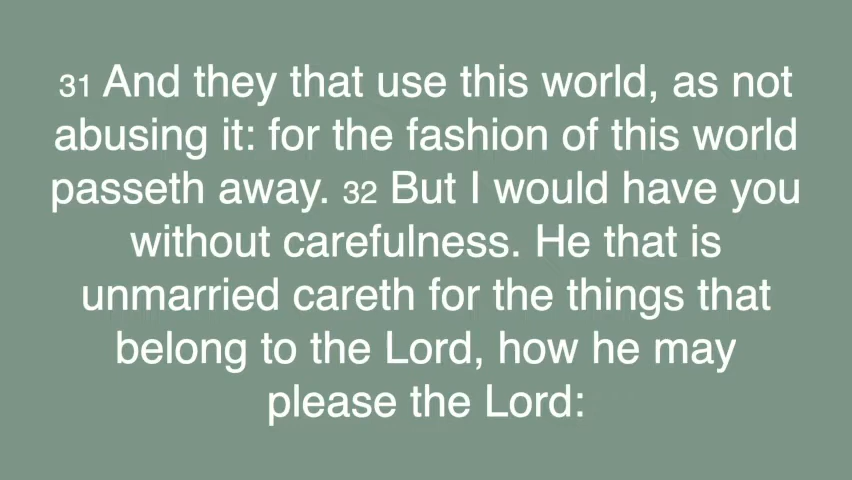 31 And they that use this world, as not
abusing it: for the fashion of this world
passeth away. 32 But I would have you
without carefulness. He that is
unmarried careth for the things that
belong to the Lord, how he may
please the Lord: